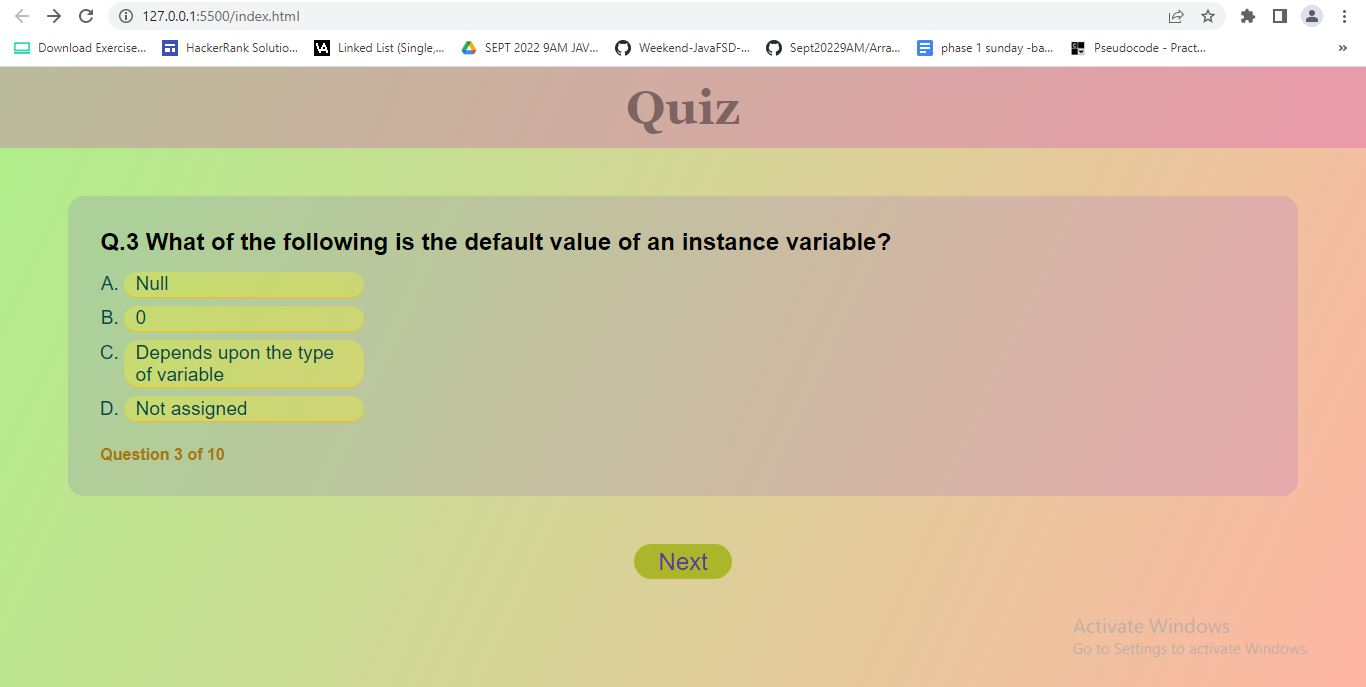 127.0.0.1:5500/index.html
Download Exercise... HackerRank Solutio... Linked List (Single,... SEPT 2022 9AM JAV... Weekend-JavaFSD-... Sept20229AM/Arra... phase 1 sunday -ba... Pseudocode - Pract... »
Quiz
Q.3 What of the following is the default value of an instance variable?
A. Null
B. 0
C. Depends upon the type
of variable
D. Not assigned
Question 3 of 10
Next
Activate Windows
Go to Settings to activate Windows.